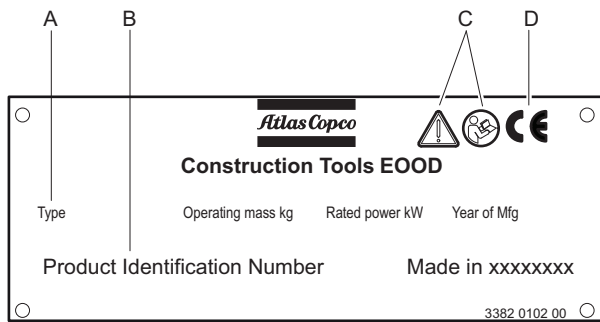 A B C D
Atlas Copco
CE
Construction Tools EOOD
Type Operating mass kg Rated power kW Year of Mfg
Product Identification Number Made in xxxxxxxx
3382 0102 00